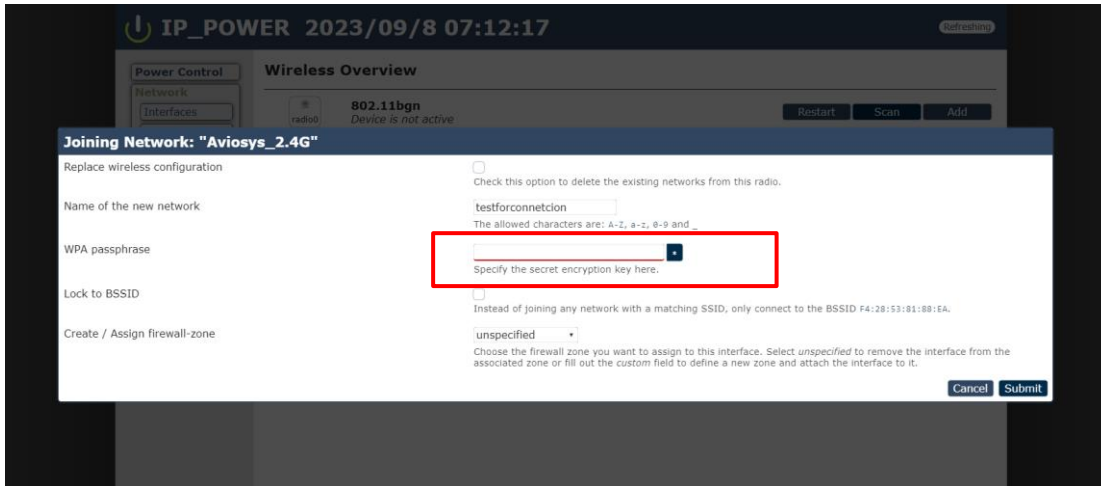 IP_POWER 2023/09/8 07:12:17
Refreshing
Power Control
Network
Interfaces
Wireless Overview
radio0
802.11bgn
Device is not active
Restart Scan Add
Joining Network: "Aviosys_2.4G"
Replace wireless configuration
Check this option to delete the existing networks from this radio.
Name of the new network
testforconnetcion
The allowed characters are: A-Z, a-z, 0-9 and _
WPA passphrase
*
Specify the secret encryption key here.
Lock to BSSID
Instead of joining any network with a matching SSID, only connect to the BSSID F4:28:53:81:88:EA.
Create / Assign firewall-zone
unspecified
Choose the firewall zone you want to assign to this interface. Select unspecified to remove the interface from the
associated zone or fill out the custom field to define a new zone and attach the interface to it.
Cancel Submit